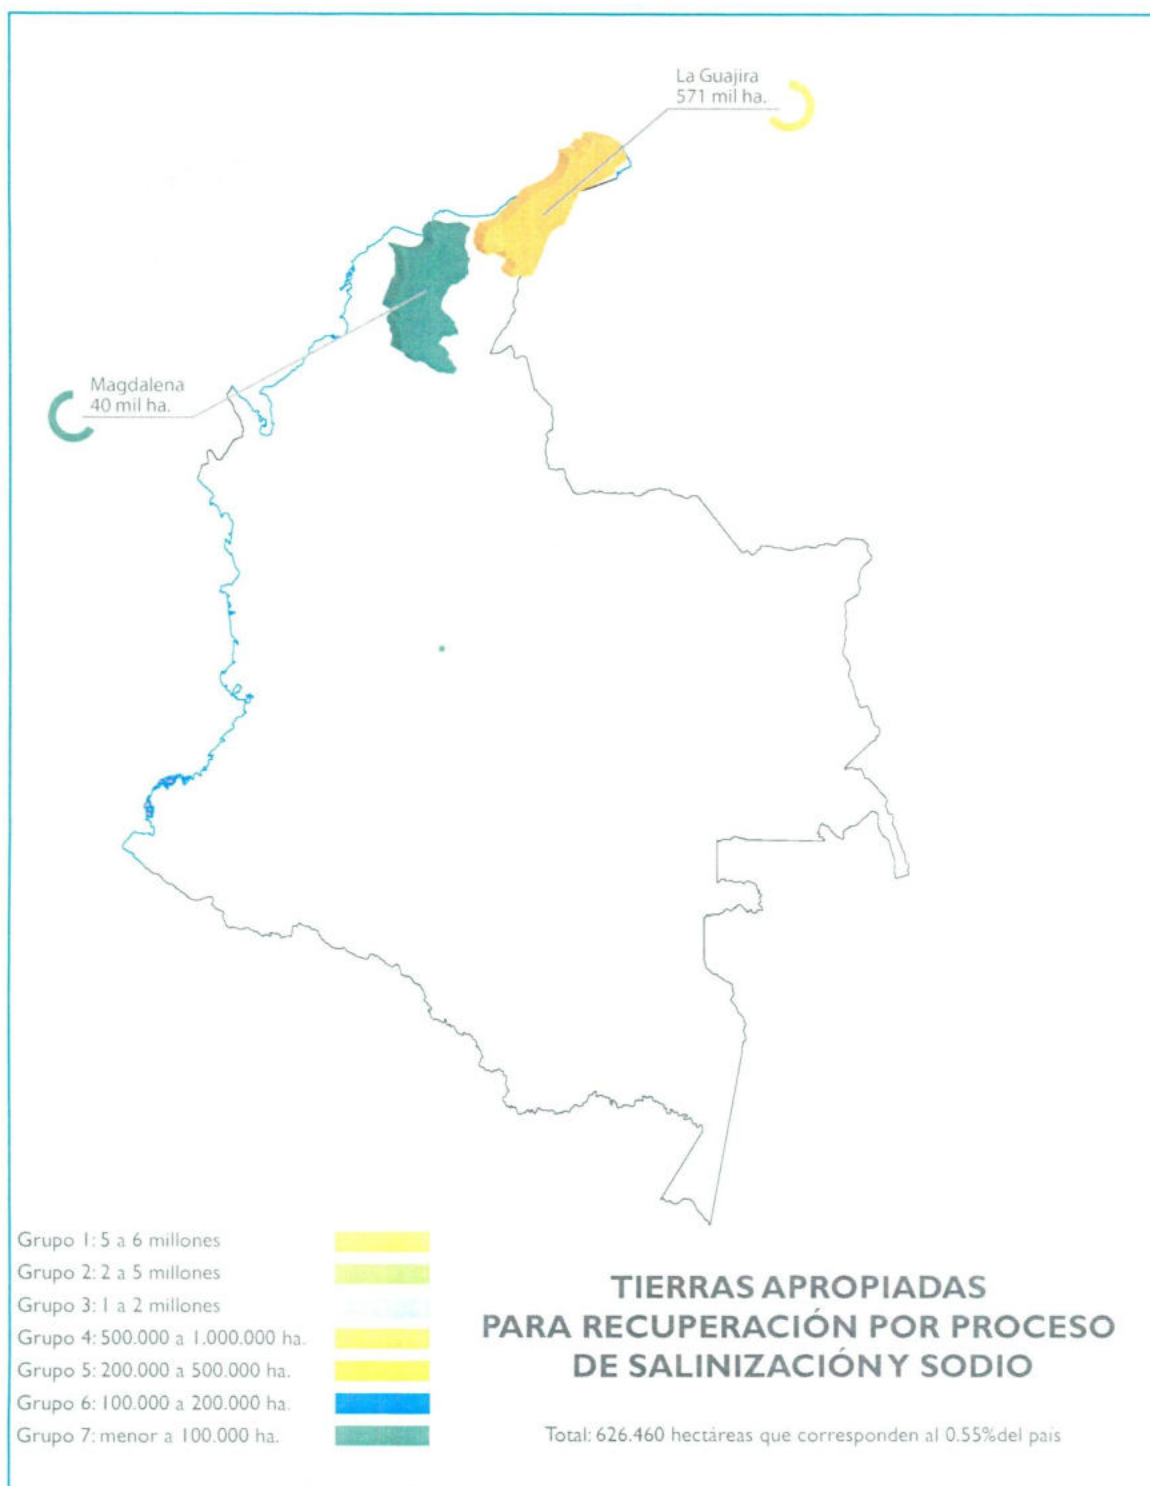 La Guajira
571 mil ha.
Magdalena
40 mil ha.
Grupo 1: 5 a 6 millones
Grupo 2: 2 a 5 millones
Grupo 3: 1 a 2 millones
Grupo 4: 500.000 a 1.000.000 ha.
Grupo 5: 200.000 a 500.000 ha.
Grupo 6: 100.000 a 200.000 ha.
Grupo 7: menor a 100.000 ha.
TIERRAS APROPIADAS
PARA RECUPERACIÓN POR PROCESO
DE SALINIZACIÓN Y SODIO
Total: 626.460 hectáreas que corresponden al 0.55%del país